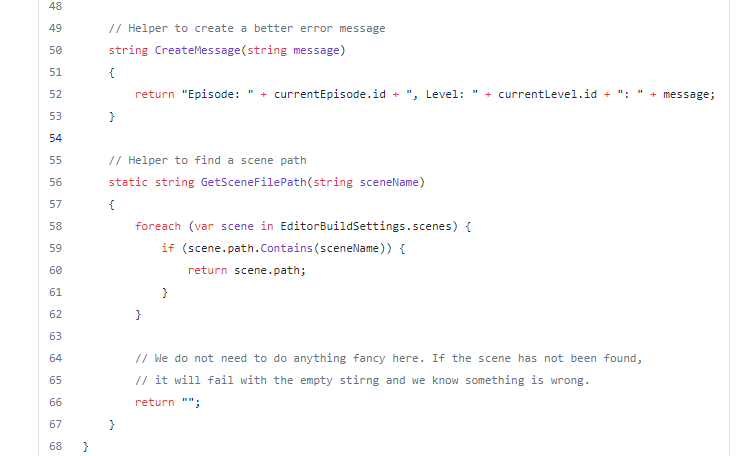 48
49 // Helper to create a better error message
50 string CreateMessage(string message)
51 {
52 return "Episode: " + currentEpisode.id + ", Level: " + currentLevel.id + ": " + message;
53 }
54
55 // Helper to find a scene path
56 static string GetSceneFilePath(string sceneName)
57 {
58 foreach (var scene in EditorBuildSettings.scenes) {
59 if (scene.path.Contains(sceneName)) {
60 return scene.path;
61 }
62 }
63
64 // We do not need to do anything fancy here. If the scene has not been found,
65 // it will fail with the empty stirng and we know something is wrong.
66 return "";
67 }
68 }